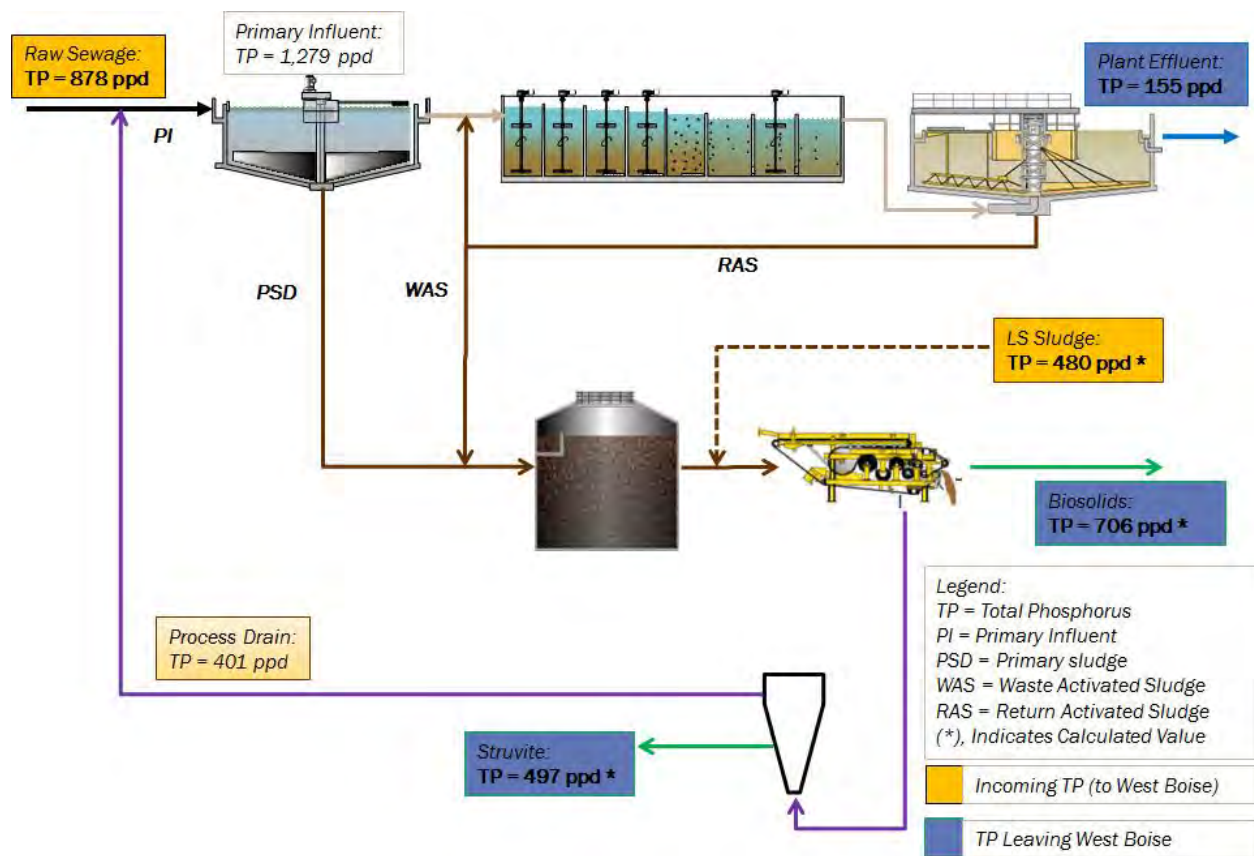 Primary Influent:
TP = 1,279 ppd
Raw Sewage:
TP = 878 ppd
Plant Effluent:
TP = 155 ppd
PI
RAS
PSD
WAS
LS Sludge:
TP = 480 ppd *
Biosolids:
TP = 706 ppd *
Legend:
TP = Total Phosphorus
PI = Primary Influent
PSD = Primary sludge
WAS = Waste Activated Sludge
RAS = Return Activated Sludge
(*), Indicates Calculated Value
Process Drain:
TP = 401 ppd
Struvite:
TP = 497 ppd *
Incoming TP (to West Boise)
TP Leaving West Boise